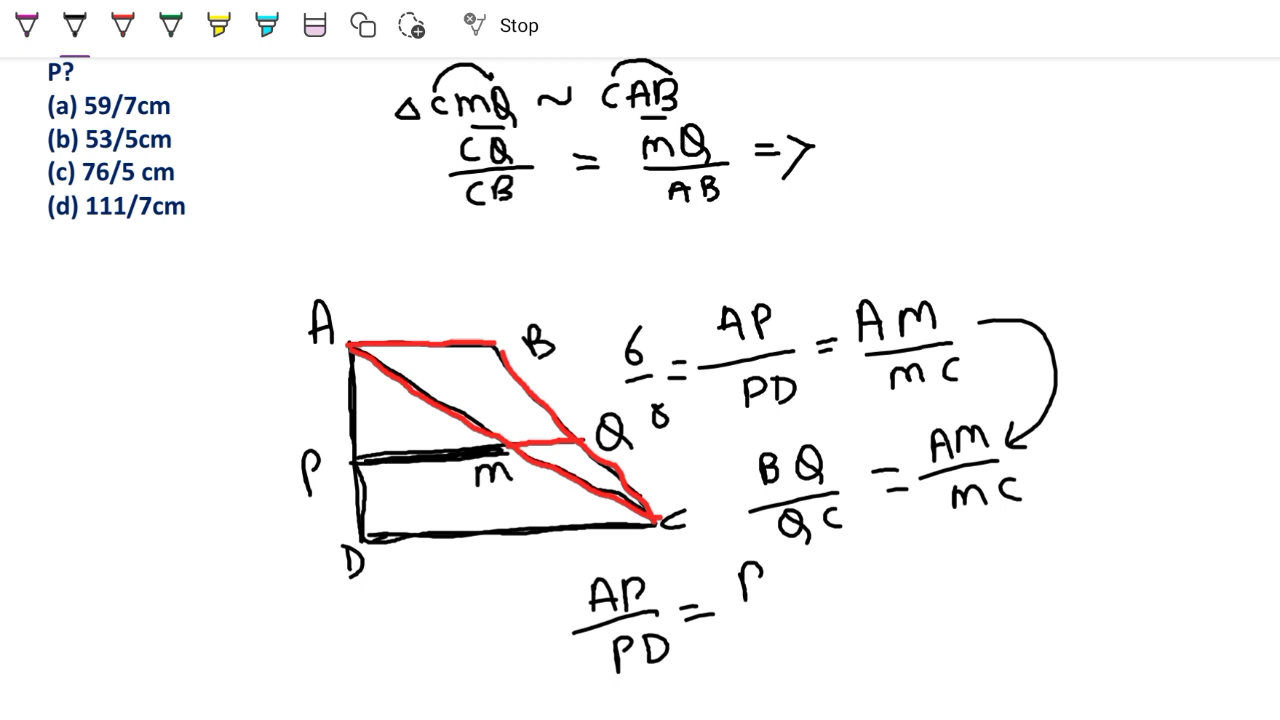 Stop
P?
(a) 59/7cm
(b) 53/5cm
(c) 76/5 cm
(d) 111/7cm
Δ CMQ ~ CAB
CQ/CB = MQ/AB =>
A
B
6/8 = AP/PD = AM/MC
Q
P
M
BQ/QC = AM/MC
C
D
AP/PD = P